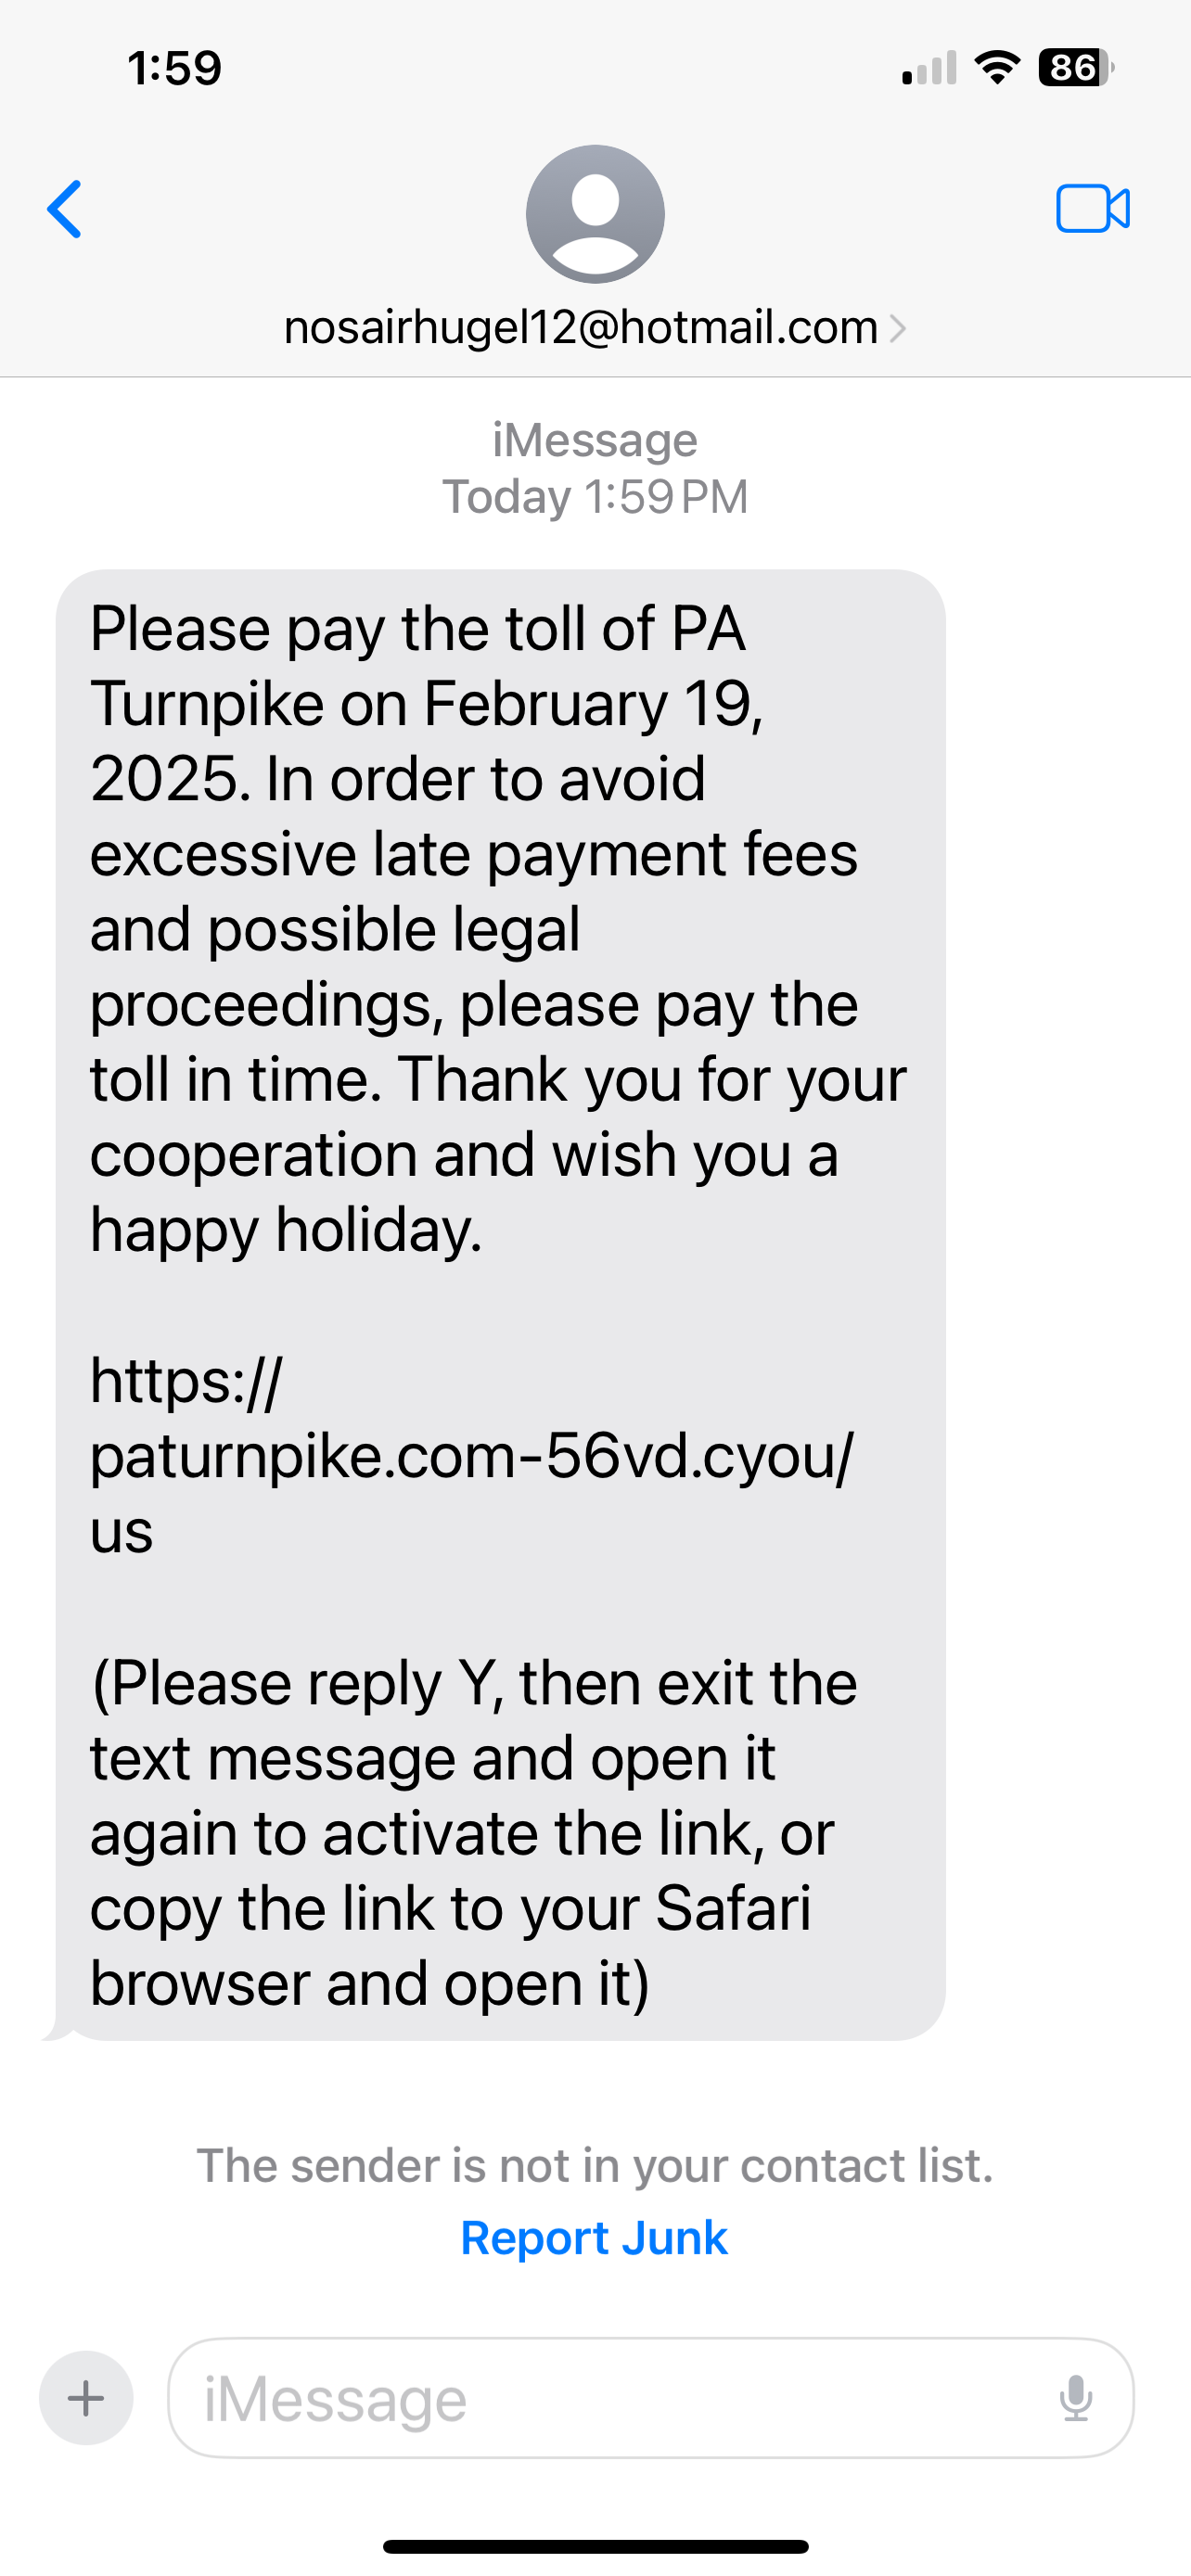 1:59
86
nosairhugel12@hotmail.com
iMessage
Today 1:59 PM
Please pay the toll of PA
Turnpike on February 19,
2025. In order to avoid
excessive late payment fees
and possible legal
proceedings, please pay the
toll in time. Thank you for your
cooperation and wish you a
happy holiday.
https://
paturnpike.com-56vd.cyou/
us
(Please reply Y, then exit the
text message and open it
again to activate the link, or
copy the link to your Safari
browser and open it)
The sender is not in your contact list.
Report Junk
iMessage